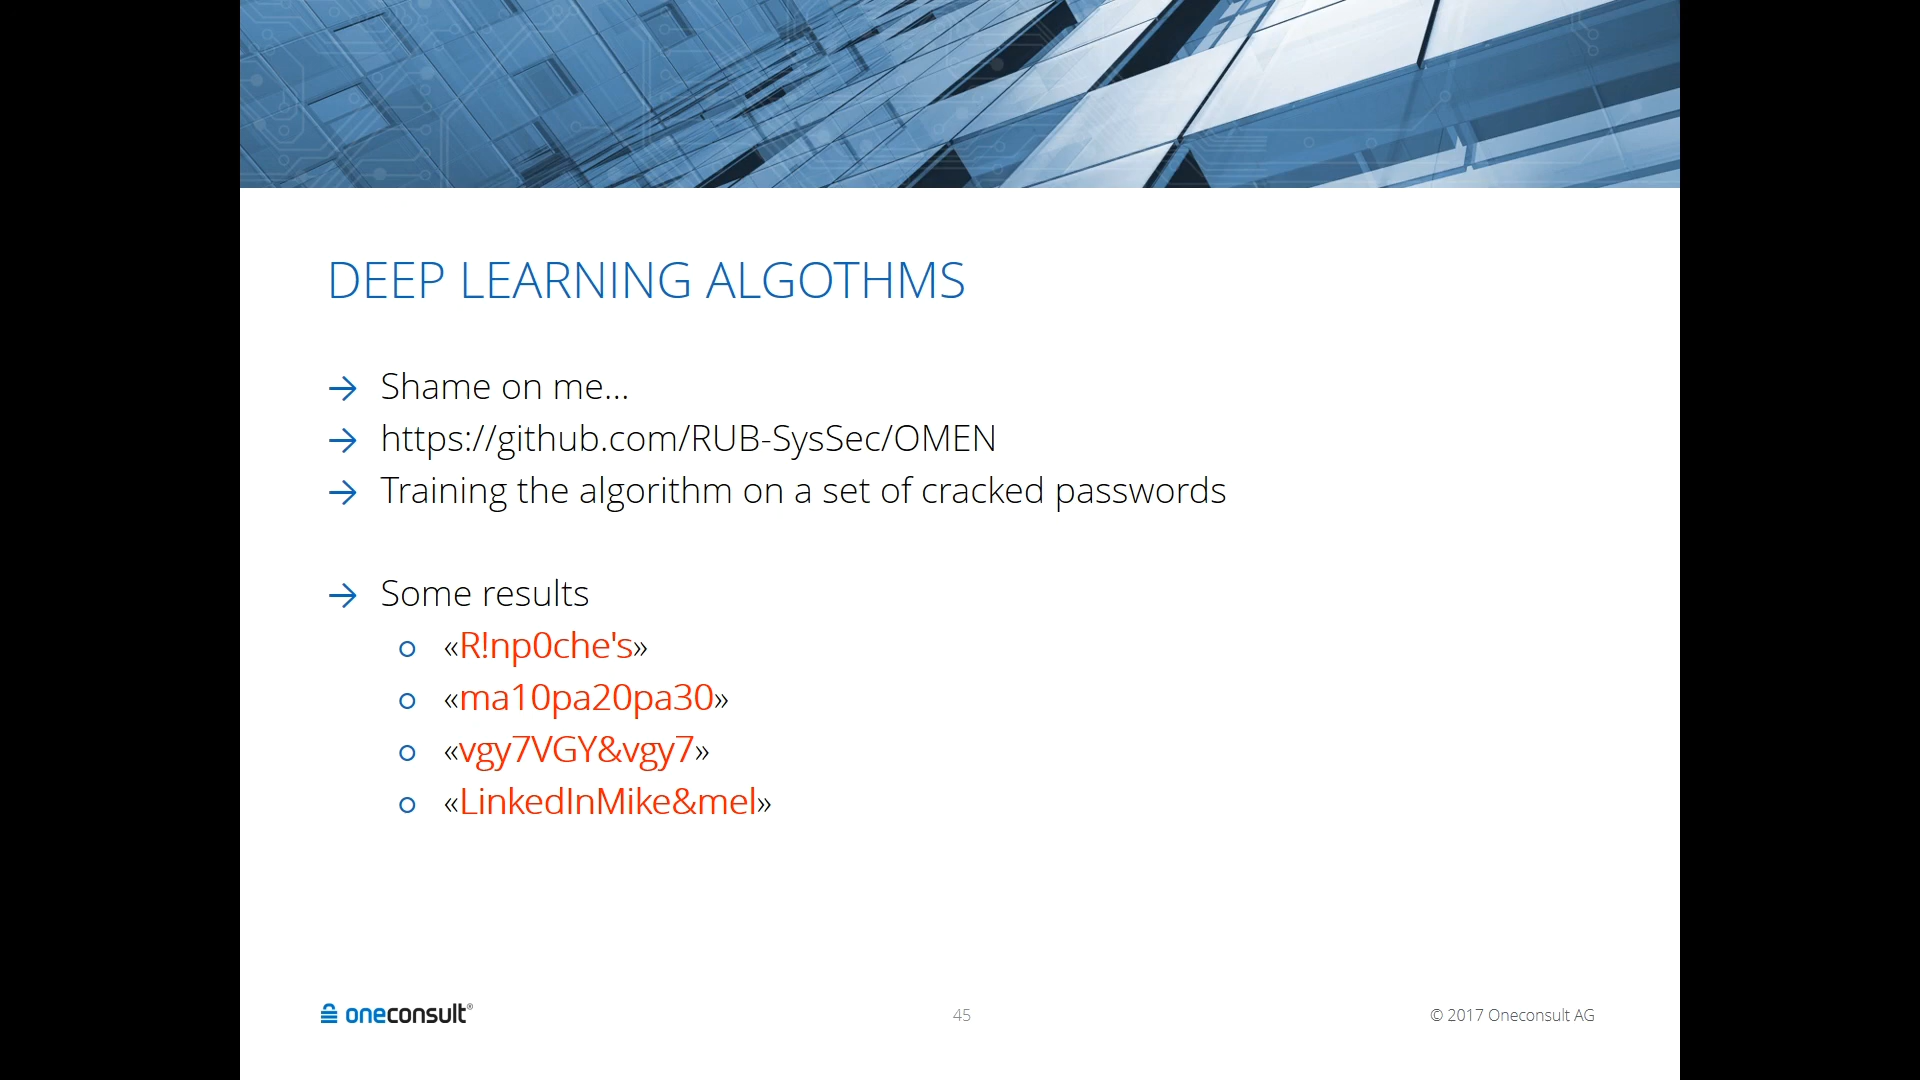 DEEP LEARNING ALGOTHMS
→ Shame on me...
→ https://github.com/RUB-SysSec/OMEN
→ Training the algorithm on a set of cracked passwords
→ Some results
«R!np0che's»
«ma10pa20pa30»
«vgy7VGY&vgy7»
«LinkedInMike&mel»
oneconsult®
45
© 2017 Oneconsult AG